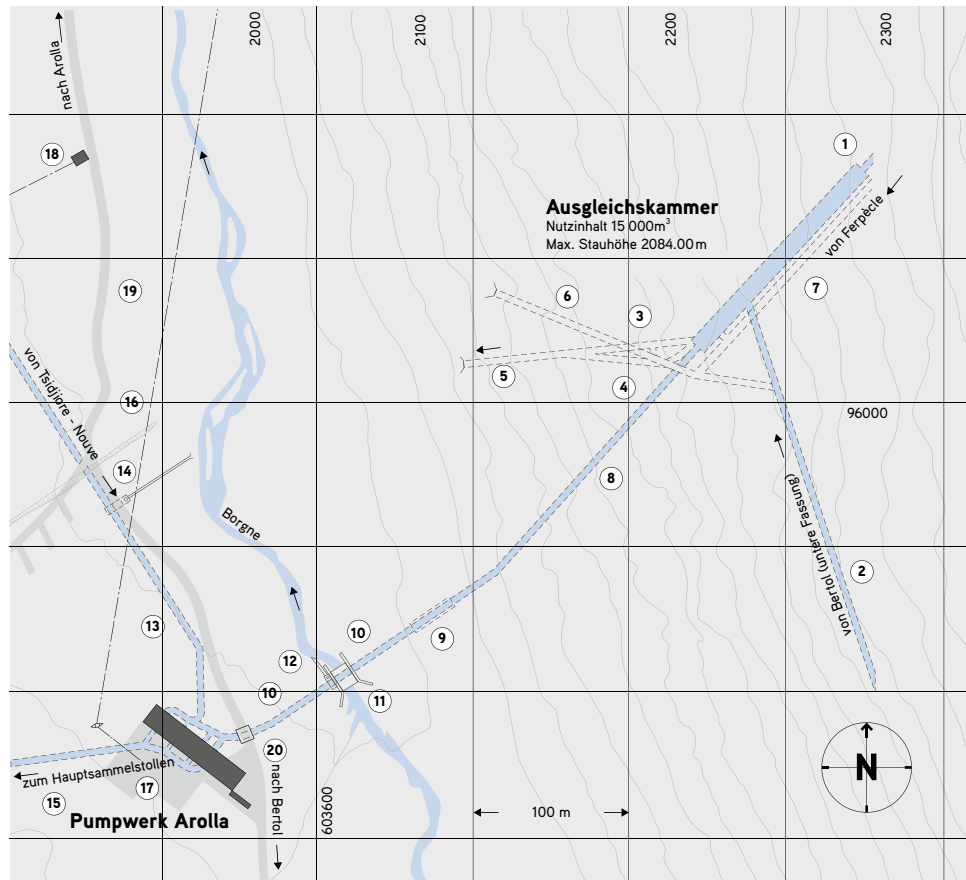 2000
2100
2200
2300
nach Arolla
18
1
von Ferpècle
Ausgleichskammer
Nutzinhalt 15 000m³
Max. Stauhöhe 2084.00 m
19
6
3
7
5
4
von Tsidjiore - Nouve
16
96000
14
8
Borgne
von Bertol (untere Fassung)
2
13
10
9
12
10
11
20
zum Hauptsammelstollen
15
17
nach Bertol
603600
100 m
N
Pumpwerk Arolla